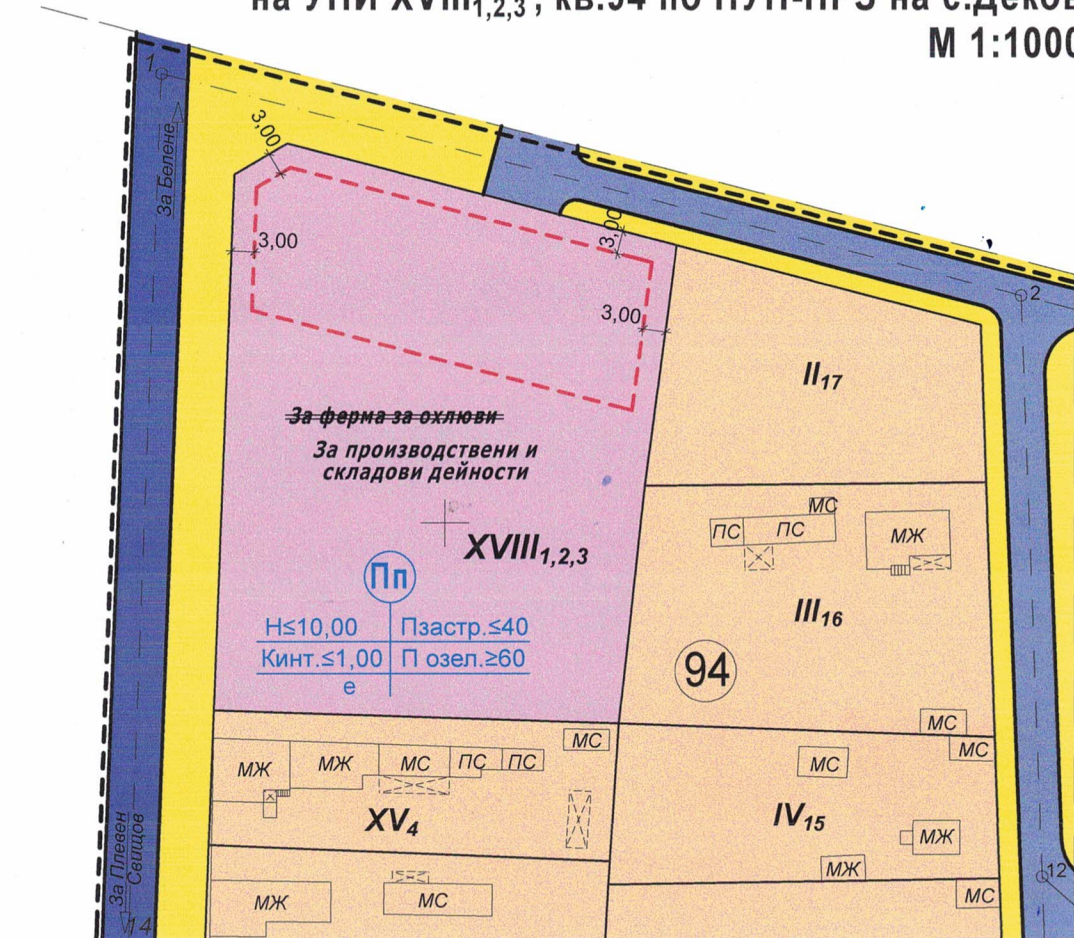 на УПИ XVIII1,2,3, кв.94 по ПУП-ПРЗ на с.Деков
М 1:1000
1
За Белене
3,00
3,00
3,00
3,00
2
II17
За ферма за охлюви
За производствени и
складови дейности
XVIII1,2,3
Пп
Н≤10,00 Пзастр.≤40
Кинт.≤1,00 П озел.≥60
е
МС
ПС ПС МЖ
III16
94
МС
МС
МС
МЖ МЖ МС ПС ПС
МС
XV4
IV15
МЖ
МЖ
За Плевен
Свищов
12
МЖ МС
МС
14